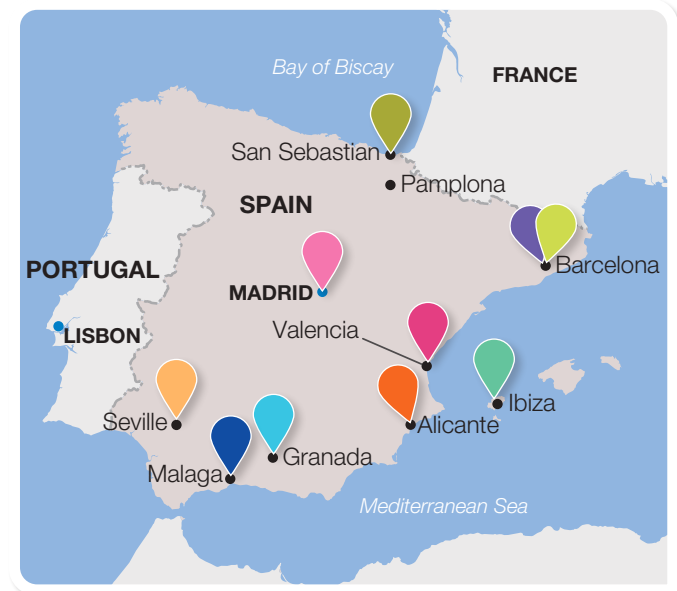 Bay of Biscay
FRANCE
San Sebastian
Pamplona
SPAIN
PORTUGAL
Barcelona
MADRID
Valencia
LISBON
Ibiza
Seville
Alicante
Granada
Malaga
Mediterranean Sea